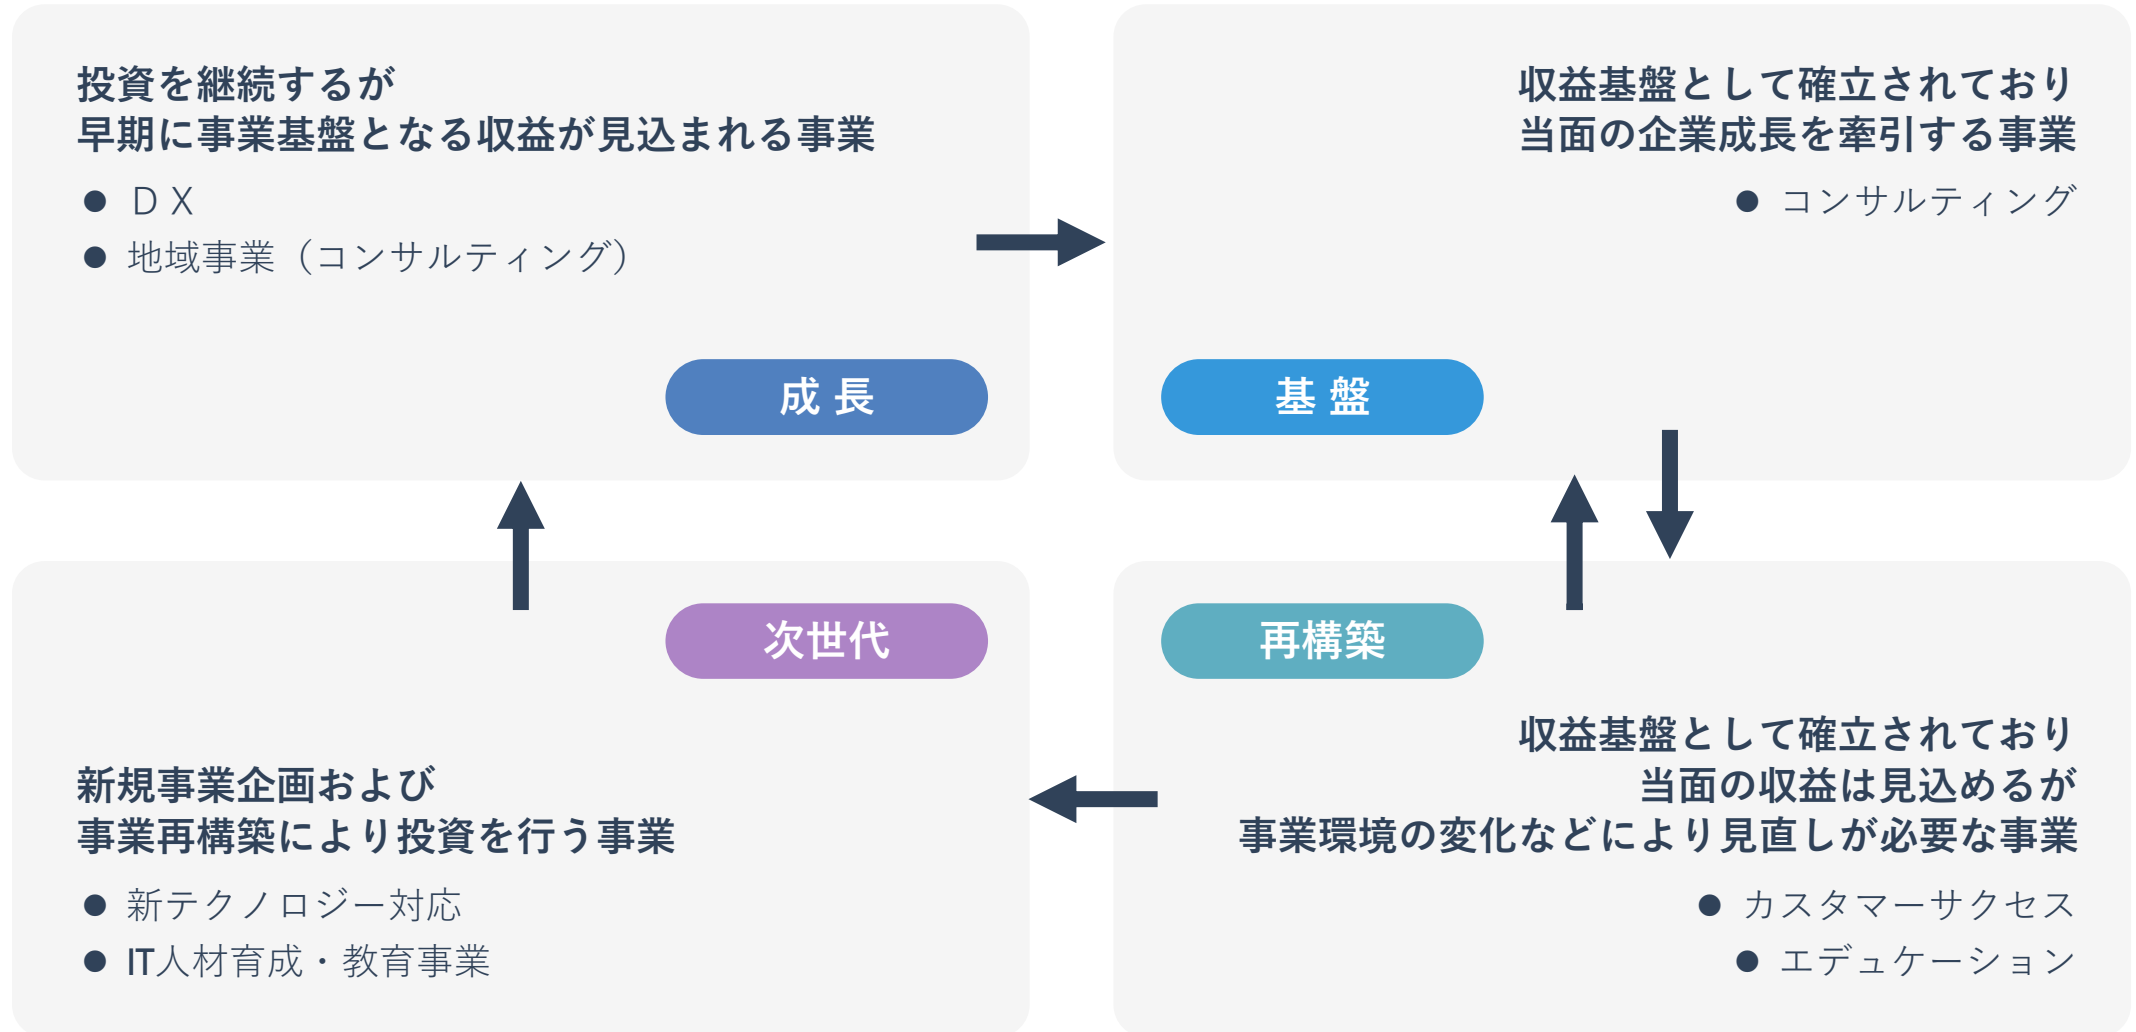 投資を継続するが
早期に事業基盤となる収益が見込まれる事業
● ＤＸ
● 地域事業（コンサルティング）
成 長
収益基盤として確立されており
当面の企業成長を牽引する事業
● コンサルティング
基 盤
次世代
新規事業企画および
事業再構築により投資を行う事業
● 新テクノロジー対応
● IT人材育成・教育事業
再構築
収益基盤として確立されており
当面の収益は見込めるが
事業環境の変化などにより見直しが必要な事業
● カスタマーサクセス
● エデュケーション